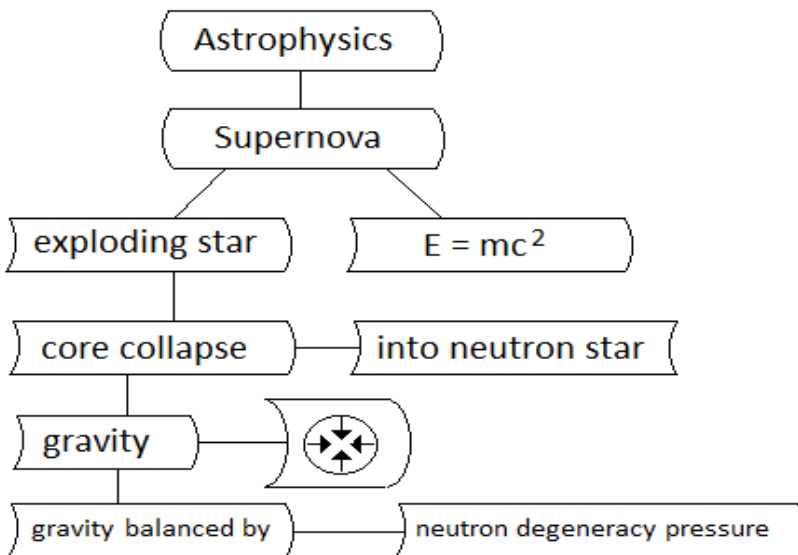 Astrophysics
Supernova
exploding star
E = mc²
core collapse
into neutron star
gravity
gravity balanced by
neutron degeneracy pressure